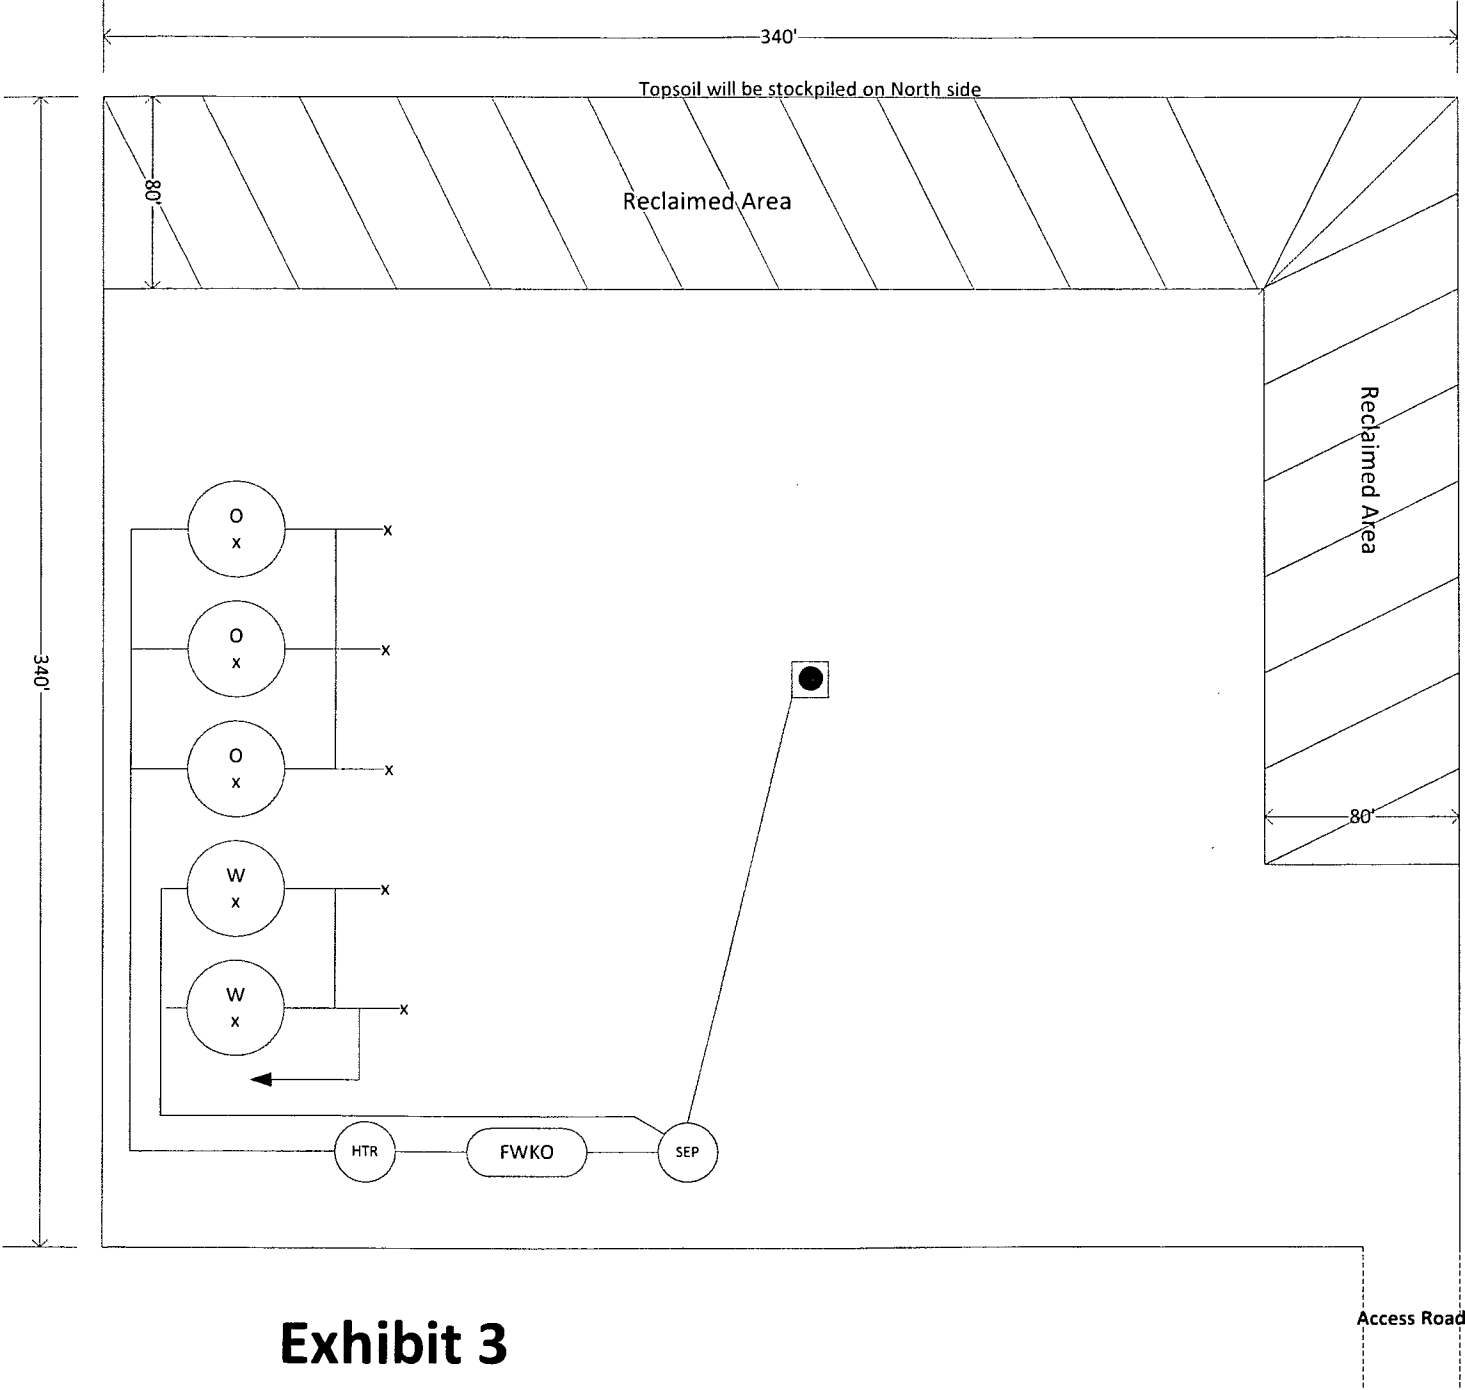 340'
Topsoil will be stockpiled on North side
80'
Reclaimed Area
Reclaimed Area
O
x
x
O
x
x
340'
O
x
x
80'
W
x
x
W
x
x
HTR
FWKO
SEP
Access Road
Exhibit 3